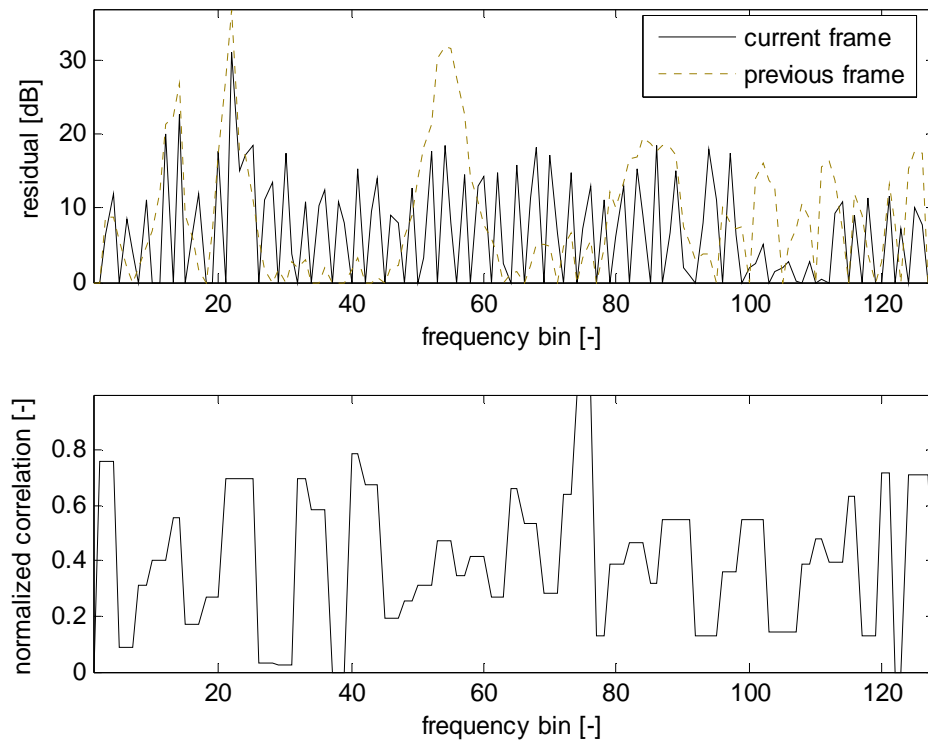 residual [dB]
30
20
10
0
current frame
previous frame
20 40 60 80 100 120
frequency bin [-]
normalized correlation [-]
0.8
0.6
0.4
0.2
0
20 40 60 80 100 120
frequency bin [-]